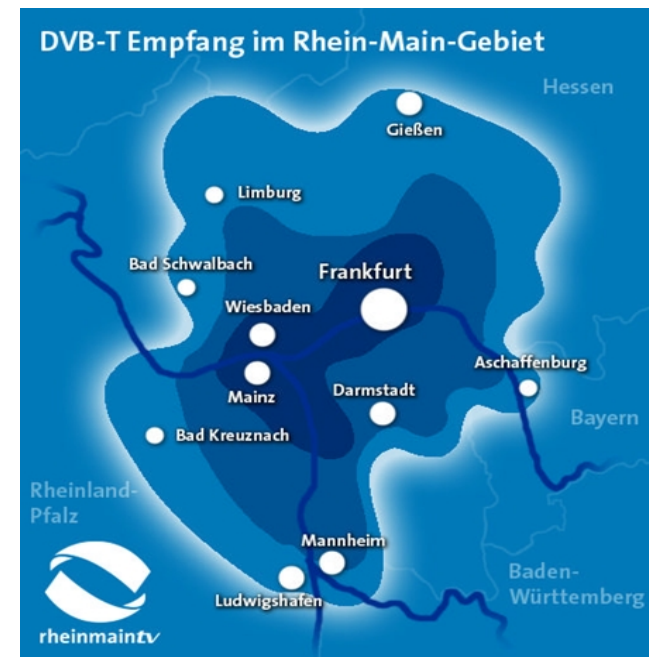 DVB-T Empfang im Rhein-Main-Gebiet
Hessen
Gießen
Limburg
Bad Schwalbach
Frankfurt
Wiesbaden
Aschaffenburg
Mainz
Darmstadt
Bayern
Bad Kreuznach
Rheinland-
Pfalz
Mannheim
Baden-
Württemberg
Ludwigshafen
rheinmaintv